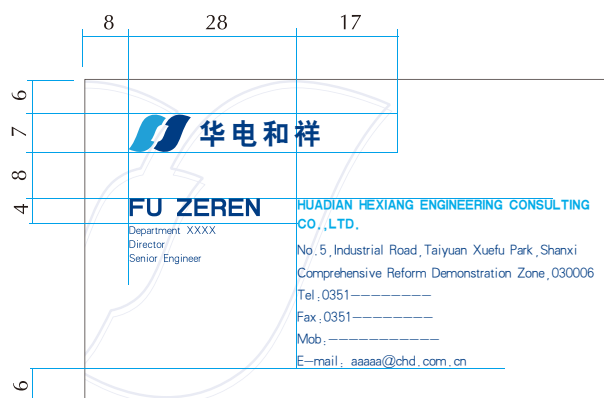 8 28 17
6
7
8
4
6
华电和祥
FU ZEREN
Department XXXX
Director
Senior Engineer
HUADIAN HEXIANG ENGINEERING CONSULTING
CO.,LTD.
No.5,Industrial Road,Taiyuan Xuefu Park,Shanxi
Comprehensive Reform Demonstration Zone,030006
Tel:0351————————
Fax:0351————————
Mob:———————————
E—mail: aaaaa@chd.com.cn